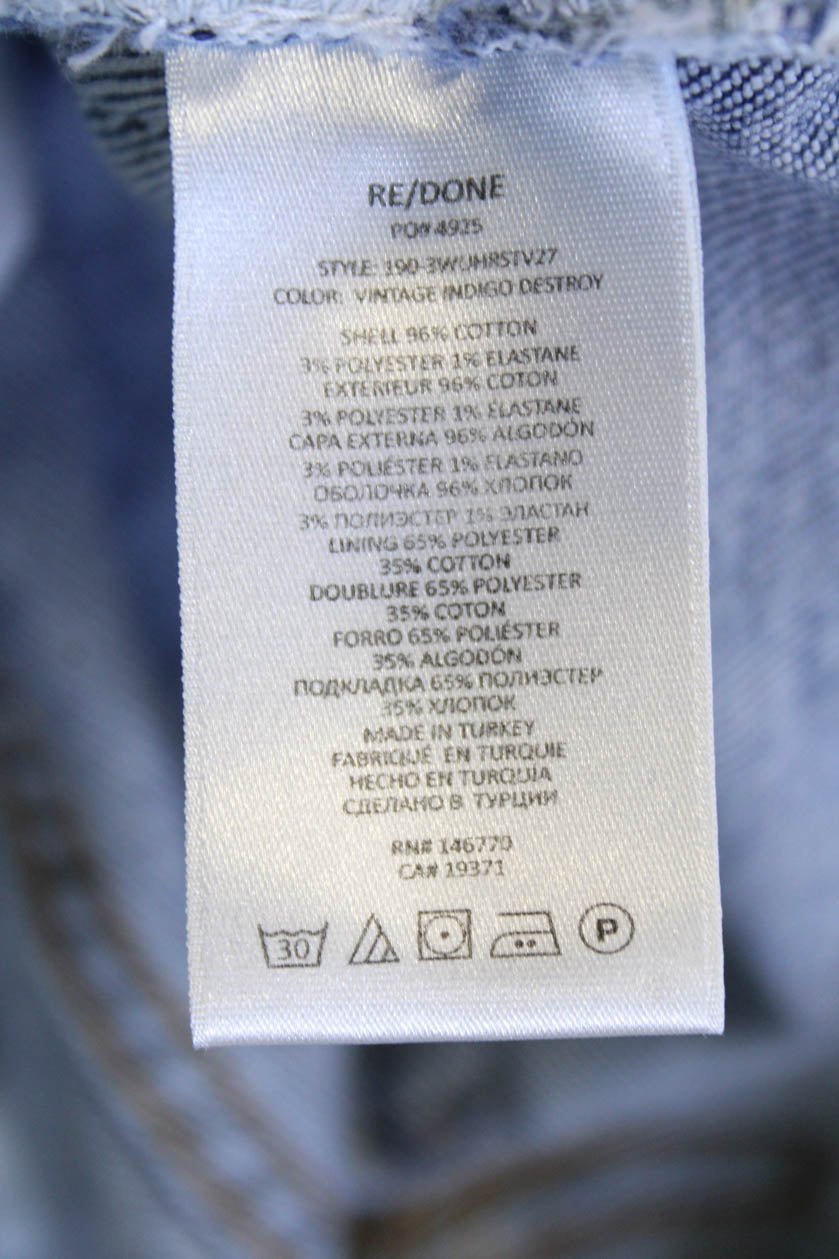 RE/DONE
PO# 4925
STYLE: 190-3WUHRSTV27
COLOR: VINTAGE INDIGO DESTROY
SHELL 96% COTTON
3% POLYESTER 1% ELASTANE
EXTERIEUR 96% COTON
3% POLYESTER 1% ELASTANE
CAPA EXTERNA 96% ALGODÓN
3% POLIÉSTER 1% ELASTANO
ОБОЛОЧКА 96% ХЛОПОК
3% ПОЛИЭСТЕР 1% ЭЛАСТАН
LINING 65% POLYESTER
35% COTTON
DOUBLURE 65% POLYESTER
35% COTON
FORRO 65% POLIÉSTER
35% ALGODÓN
ПОДКЛАДКА 65% ПОЛИЭСТЕР
35% ХЛОПОК
MADE IN TURKEY
FABRIQUÉ EN TURQUIE
HECHO EN TURQUIA
СДЕЛАНО В ТУРЦИИ
RN# 146770
CA# 19371
30 P